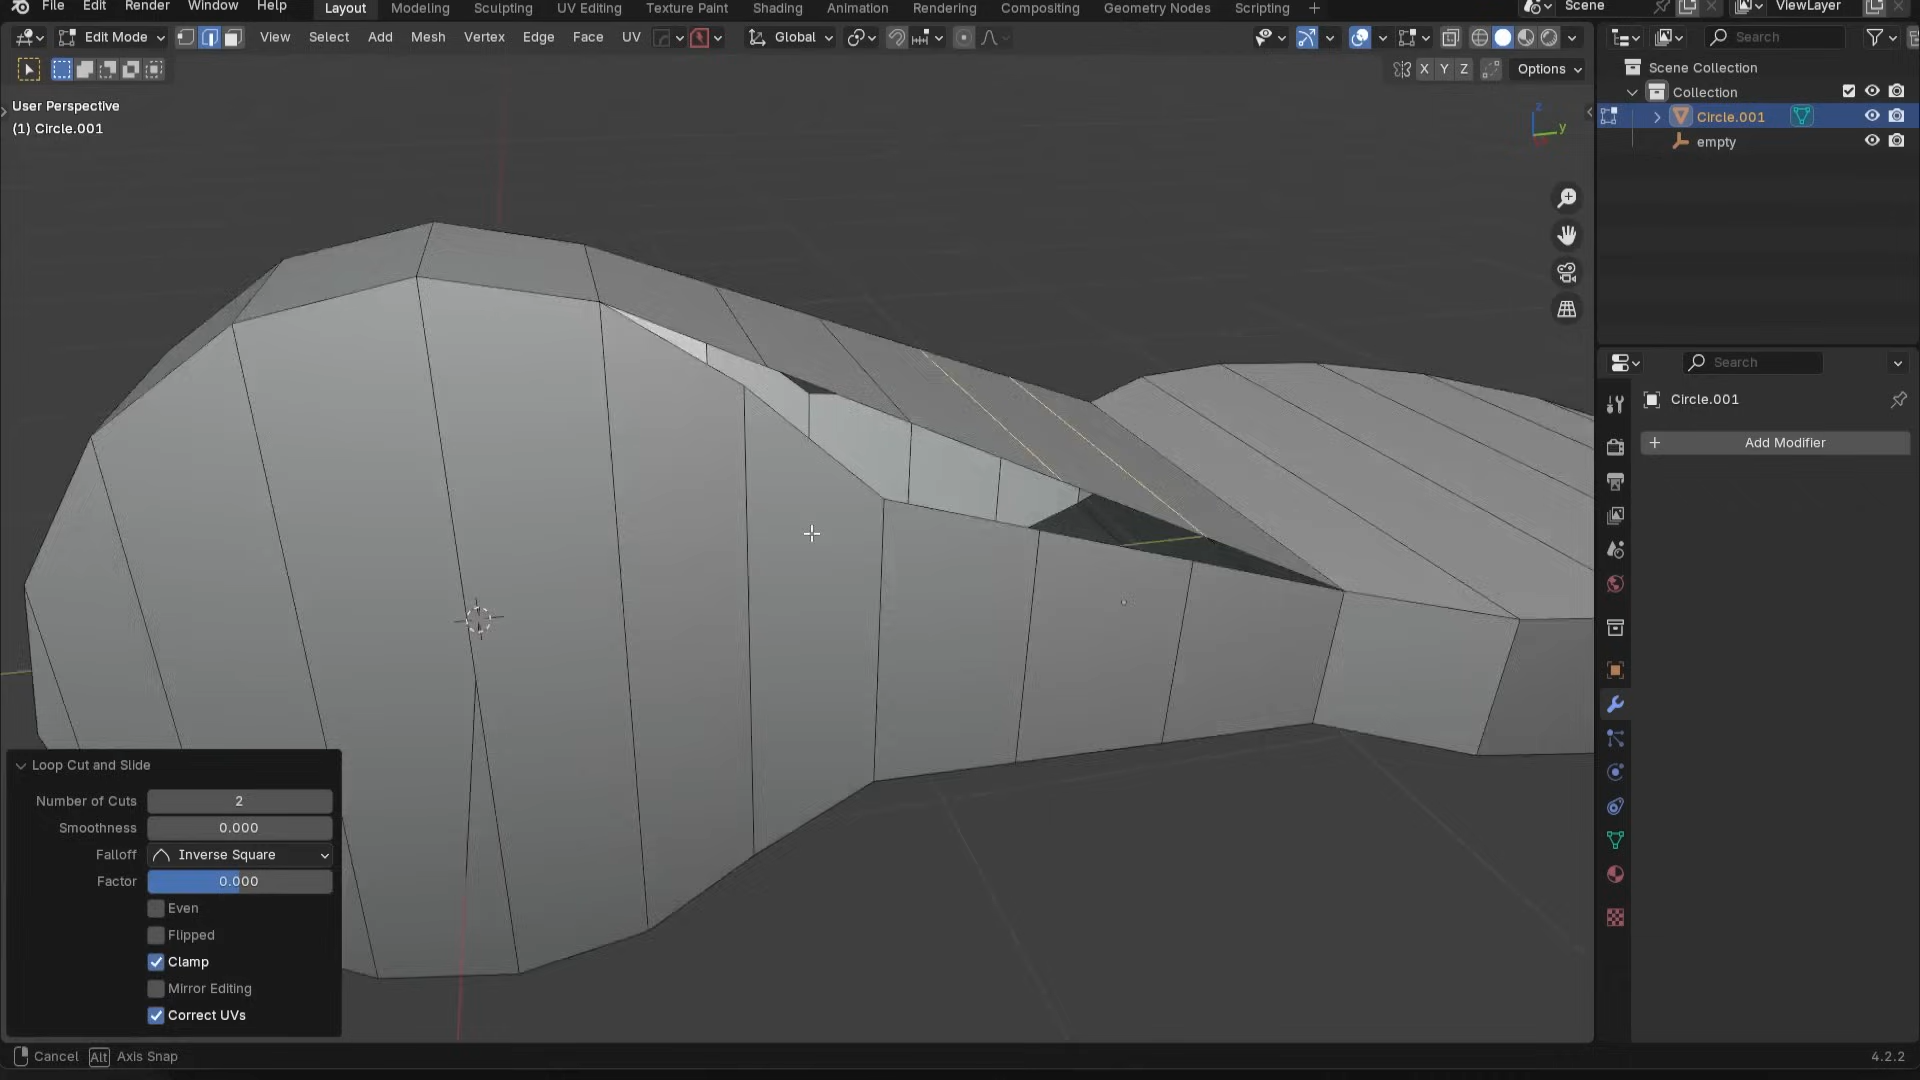 File Edit Render Window Help Layout Modeling Sculpting UV Editing Texture Paint Shading Animation Rendering Compositing Geometry Nodes Scripting + Scene ViewLayer
Edit Mode View Select Add Mesh Vertex Edge Face UV Global Search
X Y Z Options
User Perspective
(1) Circle.001
Scene Collection
Collection
Circle.001
empty
z
y
Search
Circle.001
+ Add Modifier
Loop Cut and Slide
Number of Cuts 2
Smoothness 0.000
Falloff Inverse Square
Factor 0.000
Even
Flipped
Clamp
Mirror Editing
Correct UVs
Cancel Alt Axis Snap 4.2.2